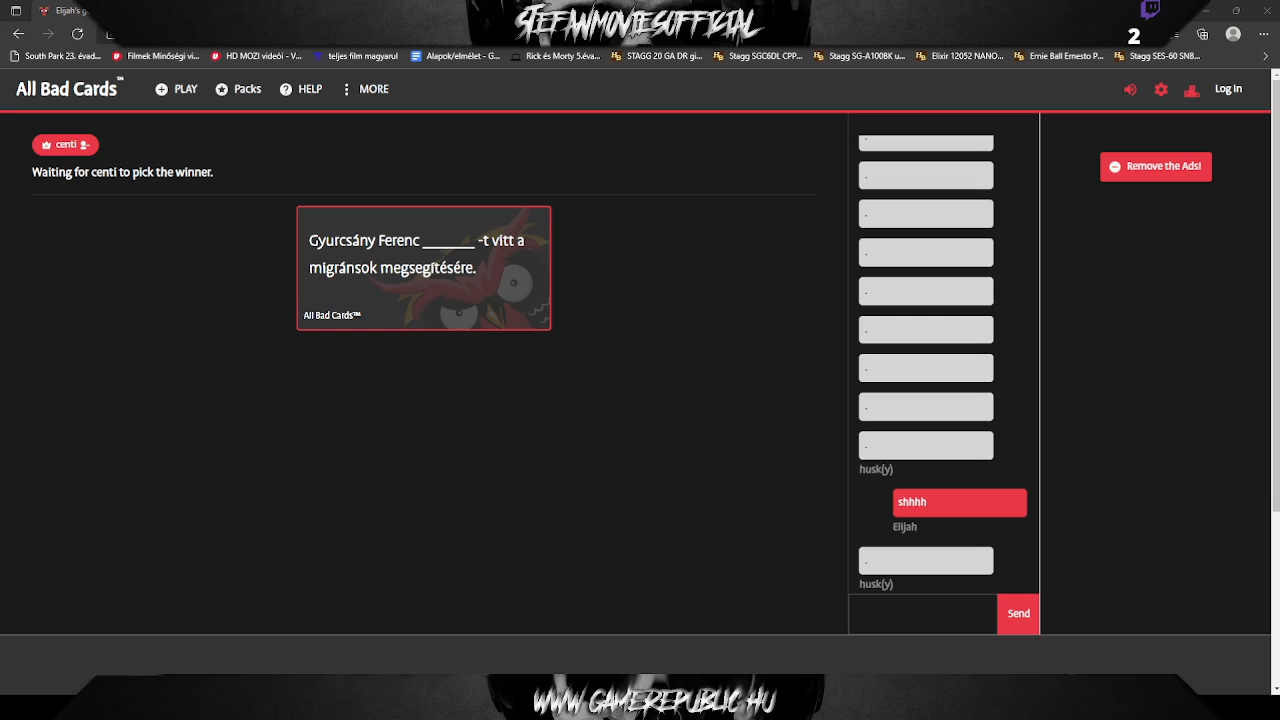 Elijah's g
STEFANMOVIESOFFICIAL
2
South Park 23. évad...
Filmek Minőségi vi...
HD MOZI videói - V...
teljes film magyarul
Alapok/elmélet - G...
Rick és Morty 5.éva...
STAGG 20 GA DR gi...
Stagg SGC6DL CPP...
Stagg SG-A100BK u...
Elixir 12052 NANO...
Ernie Ball Ernesto P...
Stagg SES-60 SNB...
All Bad Cards™
PLAY
Packs
HELP
MORE
Log In
centi
Waiting for centi to pick the winner.
Gyurcsány Ferenc _______ -t vitt a
migránsok megsegítésére.
All Bad Cards™
.
.
.
.
.
.
.
.
.
husk(y)
shhhh
Elijah
.
husk(y)
Send
Remove the Ads!
WWW GAMEREPUBLIC HU